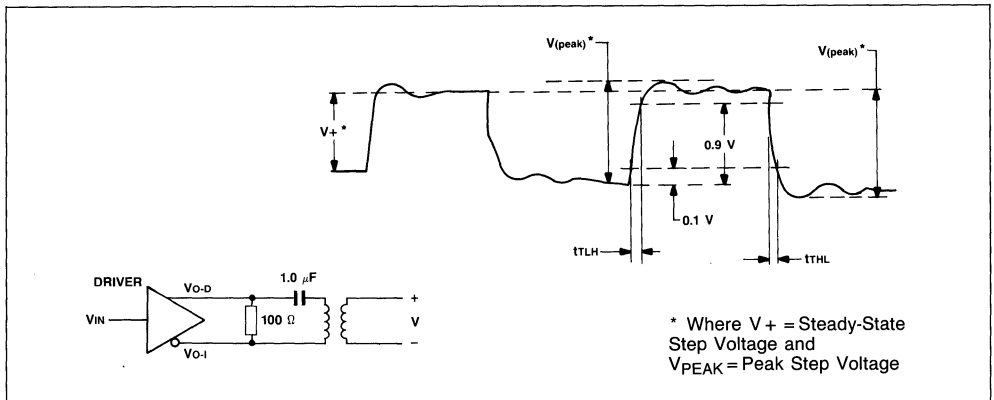 V(peak)*
V(peak)*
V+*
0.9 V
0.1 V
tTLH
tTHL
DRIVER
VO-D
1.0 μF
VIN
100 Ω
+
V
−
VO-I
* Where V+ = Steady-State
Step Voltage and
VPEAK = Peak Step Voltage